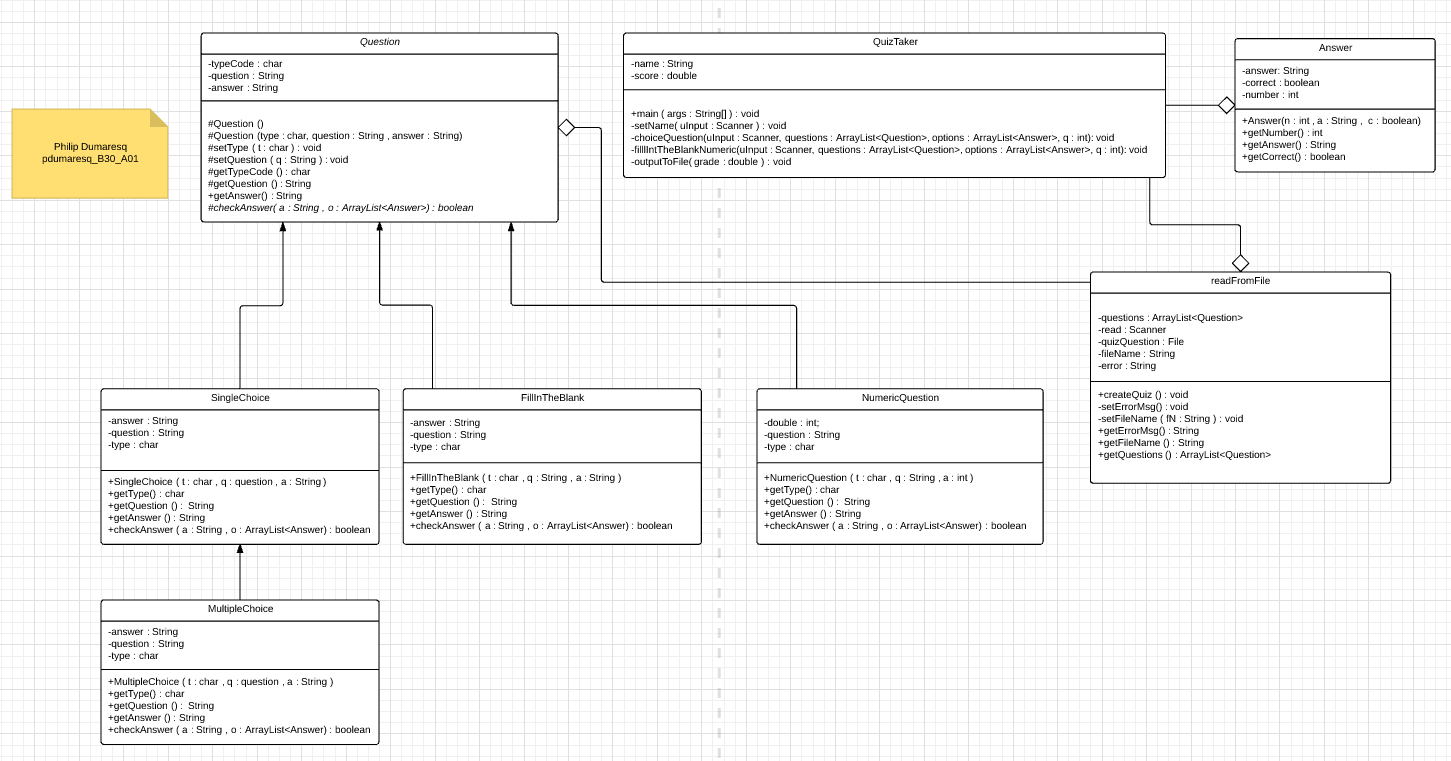 Philip Dumaresq
pdumaresq_B30_A01
Question
-typeCode : char
-question : String
-answer : String
#Question ()
#Question (type : char, question : String , answer : String)
#setType ( t : char ) : void
#setQuestion ( q : String ) : void
#getTypeCode () : char
#getQuestion () : String
+getAnswer() : String
#checkAnswer( a : String , o : ArrayList<Answer>) : boolean
QuizTaker
-name : String
-score : double
+main ( args : String[] ) : void
-setName( uInput : Scanner ) : void
-choiceQuestion(uInput : Scanner, questions : ArrayList<Question>, options : ArrayList<Answer>, q : int): void
-fillIIntTheBlankNumeric(uInput : Scanner, questions : ArrayList<Question>, options : ArrayList<Answer>, q : int): void
-outputToFile( grade : double ) : void
Answer
-answer: String
-correct : boolean
-number : int
+Answer(n : int , a : String , c : boolean)
+getNumber() : int
+getAnswer() : String
+getCorrect() : boolean
readFromFile
-questions : ArrayList<Question>
-read : Scanner
-quizQuestion : File
-fileName : String
-error : String
+createQuiz () : void
-setErrorMsg() : void
-setFileName ( fN : String ) : void
+getErrorMsg() : String
+getFileName () : String
+getQuestions () : ArrayList<Question>
SingleChoice
-answer : String
-question : String
-type : char
+SingleChoice ( t : char , q : question , a : String )
+getType() : char
+getQuestion () : String
+getAnswer () : String
+checkAnswer ( a : String , o : ArrayList<Answer) : boolean
FillInTheBlank
-answer : String
-question : String
-type : char
+FillInTheBlank ( t : char , q : String , a : String )
+getType() : char
+getQuestion () : String
+getAnswer () : String
+checkAnswer ( a : String , o : ArrayList<Answer) : boolean
NumericQuestion
-double : int;
-question : String
-type : char
+NumericQuestion ( t : char , q : String , a : int )
+getType() : char
+getQuestion () : String
+getAnswer () : String
+checkAnswer ( a : String , o : ArrayList<Answer) : boolean
MultipleChoice
-answer : String
-question : String
-type : char
+MultipleChoice ( t : char , q : question , a : String )
+getType() : char
+getQuestion () : String
+getAnswer () : String
+checkAnswer ( a : String , o : ArrayList<Answer) : boolean